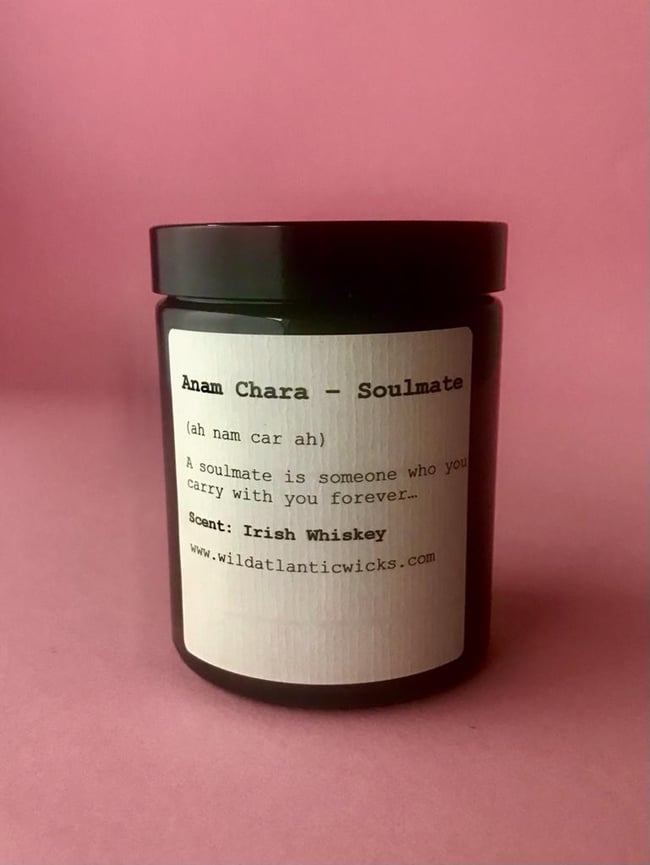 Anam Chara – Soulmate
(ah nam car ah)
A soulmate is someone who you
carry with you forever…
Scent: Irish Whiskey
www.wildatlanticwicks.com